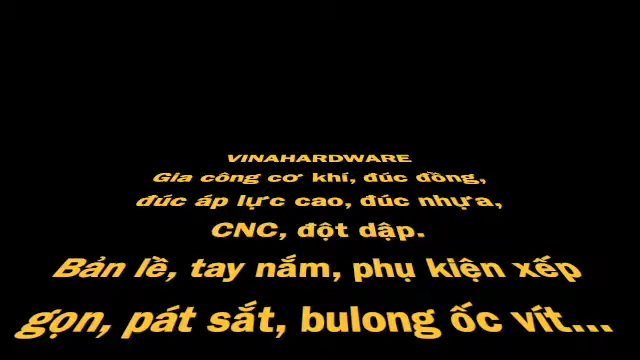 VINAHARDWARE
Gia công cơ khí, đúc đồng,
đúc áp lực cao, đúc nhựa,
CNC, đột dập.
Bản lề, tay nắm, phụ kiện xếp
gọn, pát sắt, bulong ốc vít...